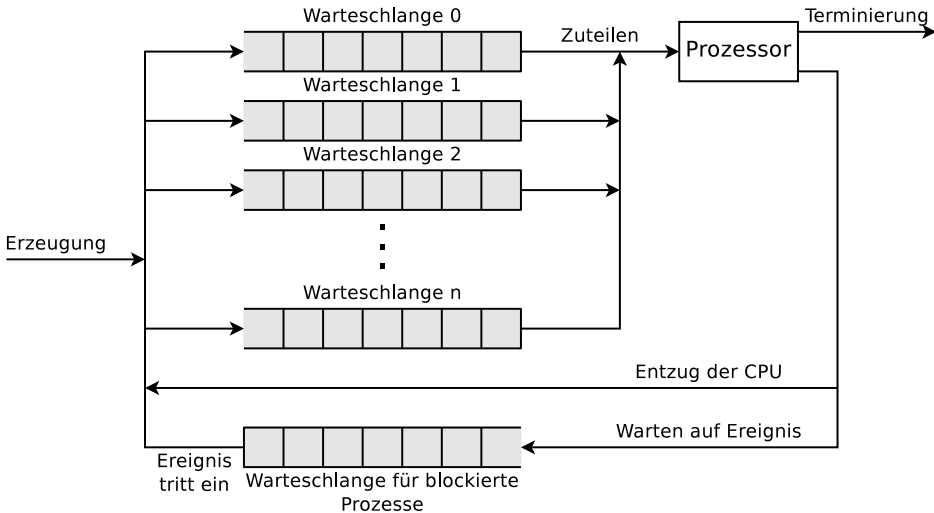 Warteschlange 0
Terminierung
Zuteilen
Prozessor
Warteschlange 1
Warteschlange 2
Erzeugung
Warteschlange n
Entzug der CPU
Warten auf Ereignis
Ereignis
tritt ein
Warteschlange für blockierte
Prozesse